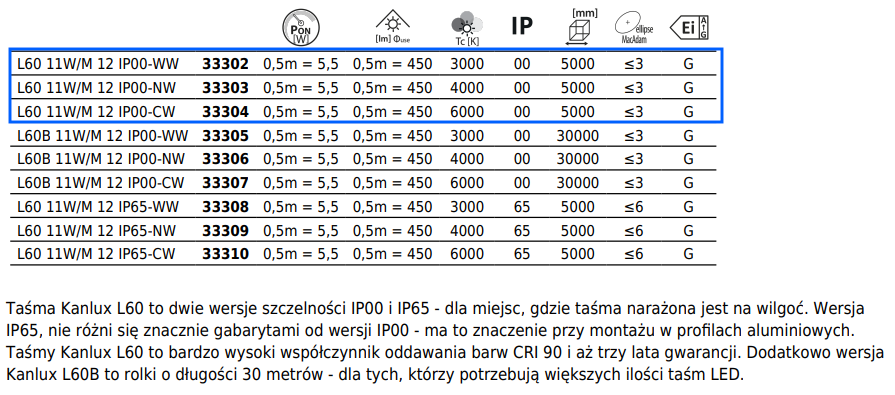 PON [W] [lm] Φuse Tc [K] IP [mm] ellipse MacAdam Ei A G
L60 11W/M 12 IP00-WW 33302 0,5m = 5,5 0,5m = 450 3000 00 5000 ≤3 G
L60 11W/M 12 IP00-NW 33303 0,5m = 5,5 0,5m = 450 4000 00 5000 ≤3 G
L60 11W/M 12 IP00-CW 33304 0,5m = 5,5 0,5m = 450 6000 00 5000 ≤3 G
L60B 11W/M 12 IP00-WW 33305 0,5m = 5,5 0,5m = 450 3000 00 30000 ≤3 G
L60B 11W/M 12 IP00-NW 33306 0,5m = 5,5 0,5m = 450 4000 00 30000 ≤3 G
L60B 11W/M 12 IP00-CW 33307 0,5m = 5,5 0,5m = 450 6000 00 30000 ≤3 G
L60 11W/M 12 IP65-WW 33308 0,5m = 5,5 0,5m = 450 3000 65 5000 ≤6 G
L60 11W/M 12 IP65-NW 33309 0,5m = 5,5 0,5m = 450 4000 65 5000 ≤6 G
L60 11W/M 12 IP65-CW 33310 0,5m = 5,5 0,5m = 450 6000 65 5000 ≤6 G
Taśma Kanlux L60 to dwie wersje szczelności IP00 i IP65 - dla miejsc, gdzie taśma narażona jest na wilgoć. Wersja
IP65, nie różni się znacznie gabarytami od wersji IP00 - ma to znaczenie przy montażu w profilach aluminiowych.
Taśmy Kanlux L60 to bardzo wysoki współczynnik oddawania barw CRI 90 i aż trzy lata gwarancji. Dodatkowo wersja
Kanlux L60B to rolki o długości 30 metrów - dla tych, którzy potrzebują większych ilości taśm LED.